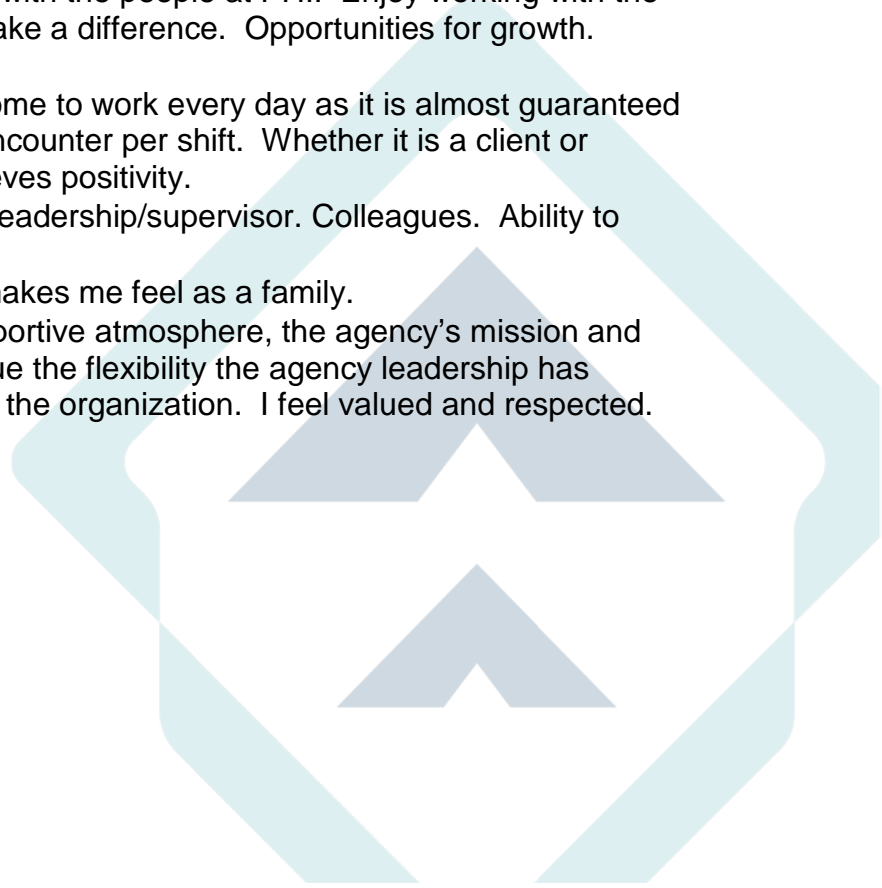 with the people at
Enjoy working with the
ake a difference.  Opportunities for growth.
ome to work every day as it is almost guaranteed
ncounter per shift.  Whether it is a client or
eves positivity.
eadership/supervisor. Colleagues.  Ability to
nakes me feel as a family.
portive atmosphere, the agency’s mission and
ue the flexibility the agency leadership has
the organization.  I feel valued and respected.